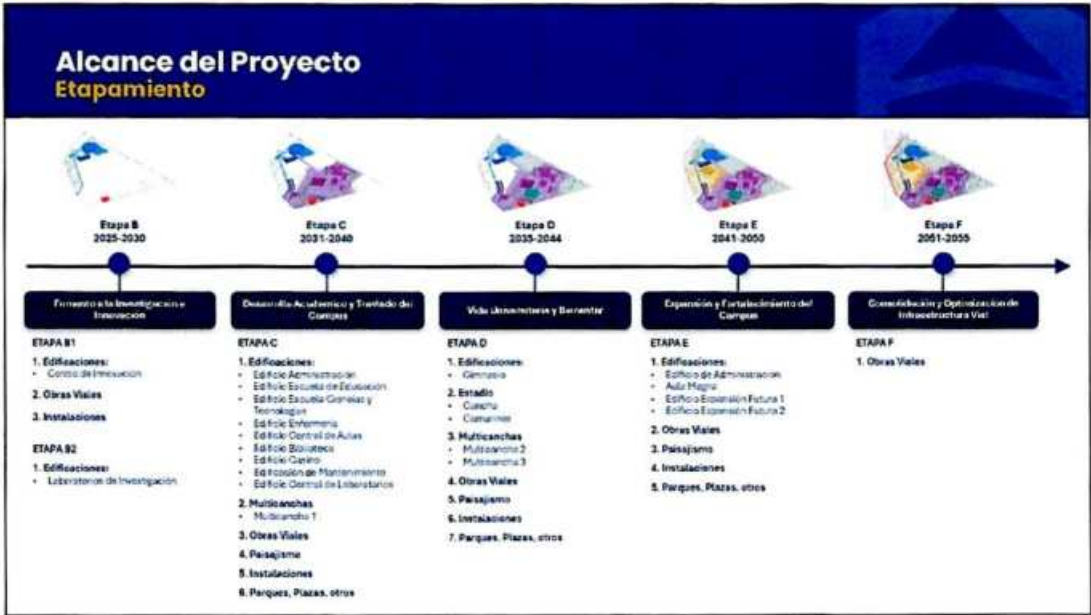 Alcance del Proyecto
Etapamiento
Etapa B
2025-2030
Etapa C
2031-2040
Etapa D
2035-2044
Etapa E
2041-2050
Etapa F
2051-2055
Fomento a la Investigación e
Innovación
Desarrollo Académico y Traslado del
Campus
Vida Universitaria y Bienestar
Expansión y Fortalecimiento del
Campus
Consolidación y Optimización de
Infraestructura Vial
ETAPA B1
1. Edificaciones:
• Centro de Innovación
2. Obras Viales
3. Instalaciones
ETAPA B2
1. Edificaciones:
• Laboratorios de Investigación
ETAPA C
1. Edificaciones:
• Edificio Administración
• Edificio Escuela de Educación
• Edificio Escuela Ciencias y
Tecnologías
• Edificio Enfermería
• Edificio Central de Aulas
• Edificio Biblioteca
• Edificio Casino
• Edificación de Mantenimiento
• Edificio Central de Laboratorios
2. Multicanchas
• Multicancha 1
3. Obras Viales
4. Paisajismo
5. Instalaciones
6. Parques, Plazas, otros
ETAPA D
1. Edificaciones:
• Gimnasio
2. Estadio
• Cancha
• Camarines
3. Multicanchas
• Multicancha 2
• Multicancha 3
4. Obras Viales
5. Paisajismo
6. Instalaciones
7. Parques, Plazas, otros
ETAPA E
1. Edificaciones:
• Edificio de Administración
• Aula Magna
• Edificio Expansión Futura 1
• Edificio Expansión Futura 2
2. Obras Viales
3. Paisajismo
4. Instalaciones
5. Parques, Plazas, otros
ETAPA F
1. Obras Viales